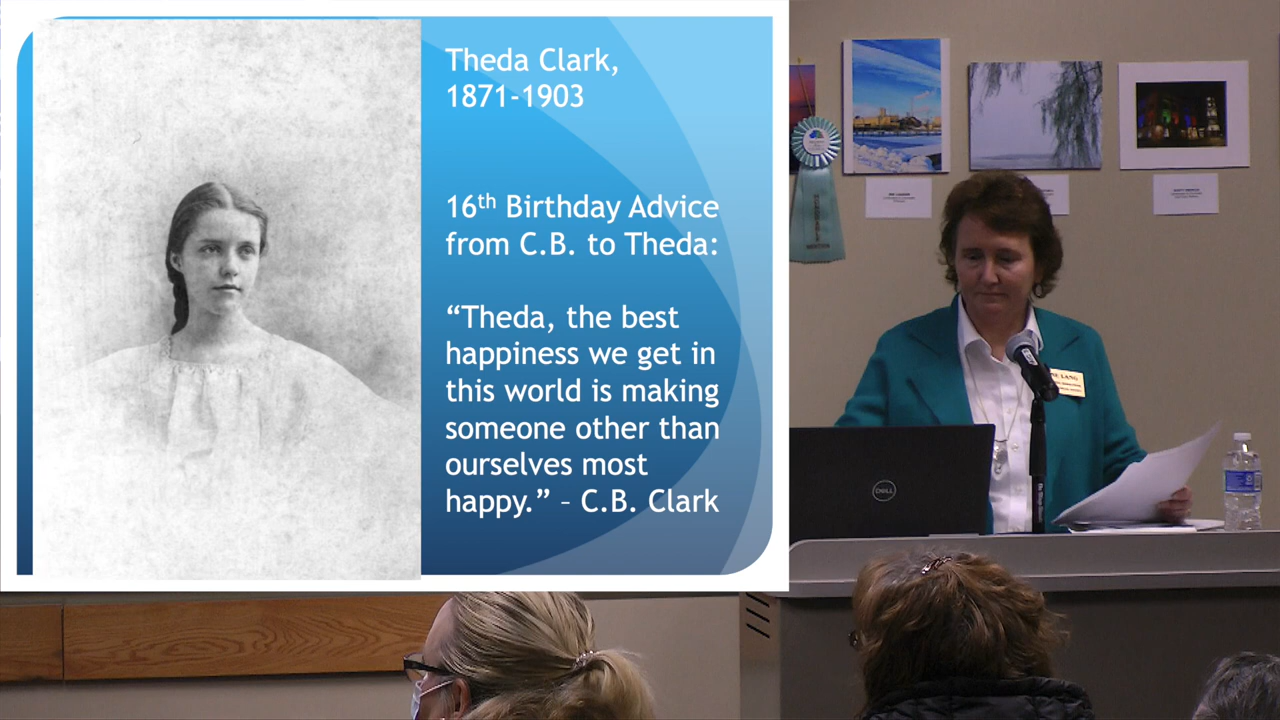 Theda Clark,
1871-1903
16th Birthday Advice
from C.B. to Theda:
“Theda, the best
happiness we get in
this world is making
someone other than
ourselves most
happy.” – C.B. Clark
LANG
DELL